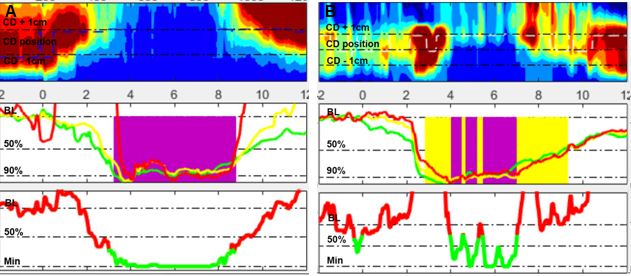 A
CD + 1cm
CD position
CD - 1cm
2 0 2 4 6 8 10
BL
50%
90%
BL
50%
Min
B
CD + 1cm
CD position
CD - 1cm
2 0 2 4 6 8 10 12
BL
50%
90%
BL
50%
Min